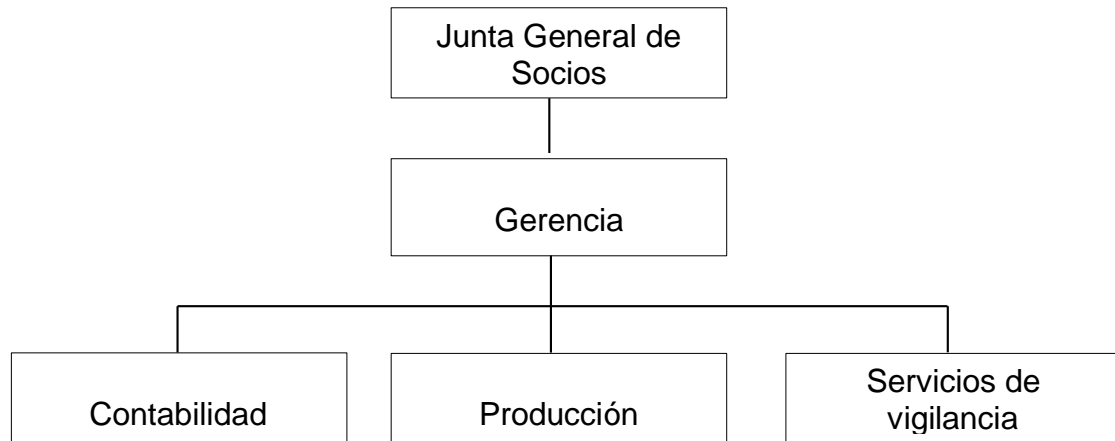 Junta General de
Socios
Gerencia
Contabilidad
Producción
Servicios de
vigilancia